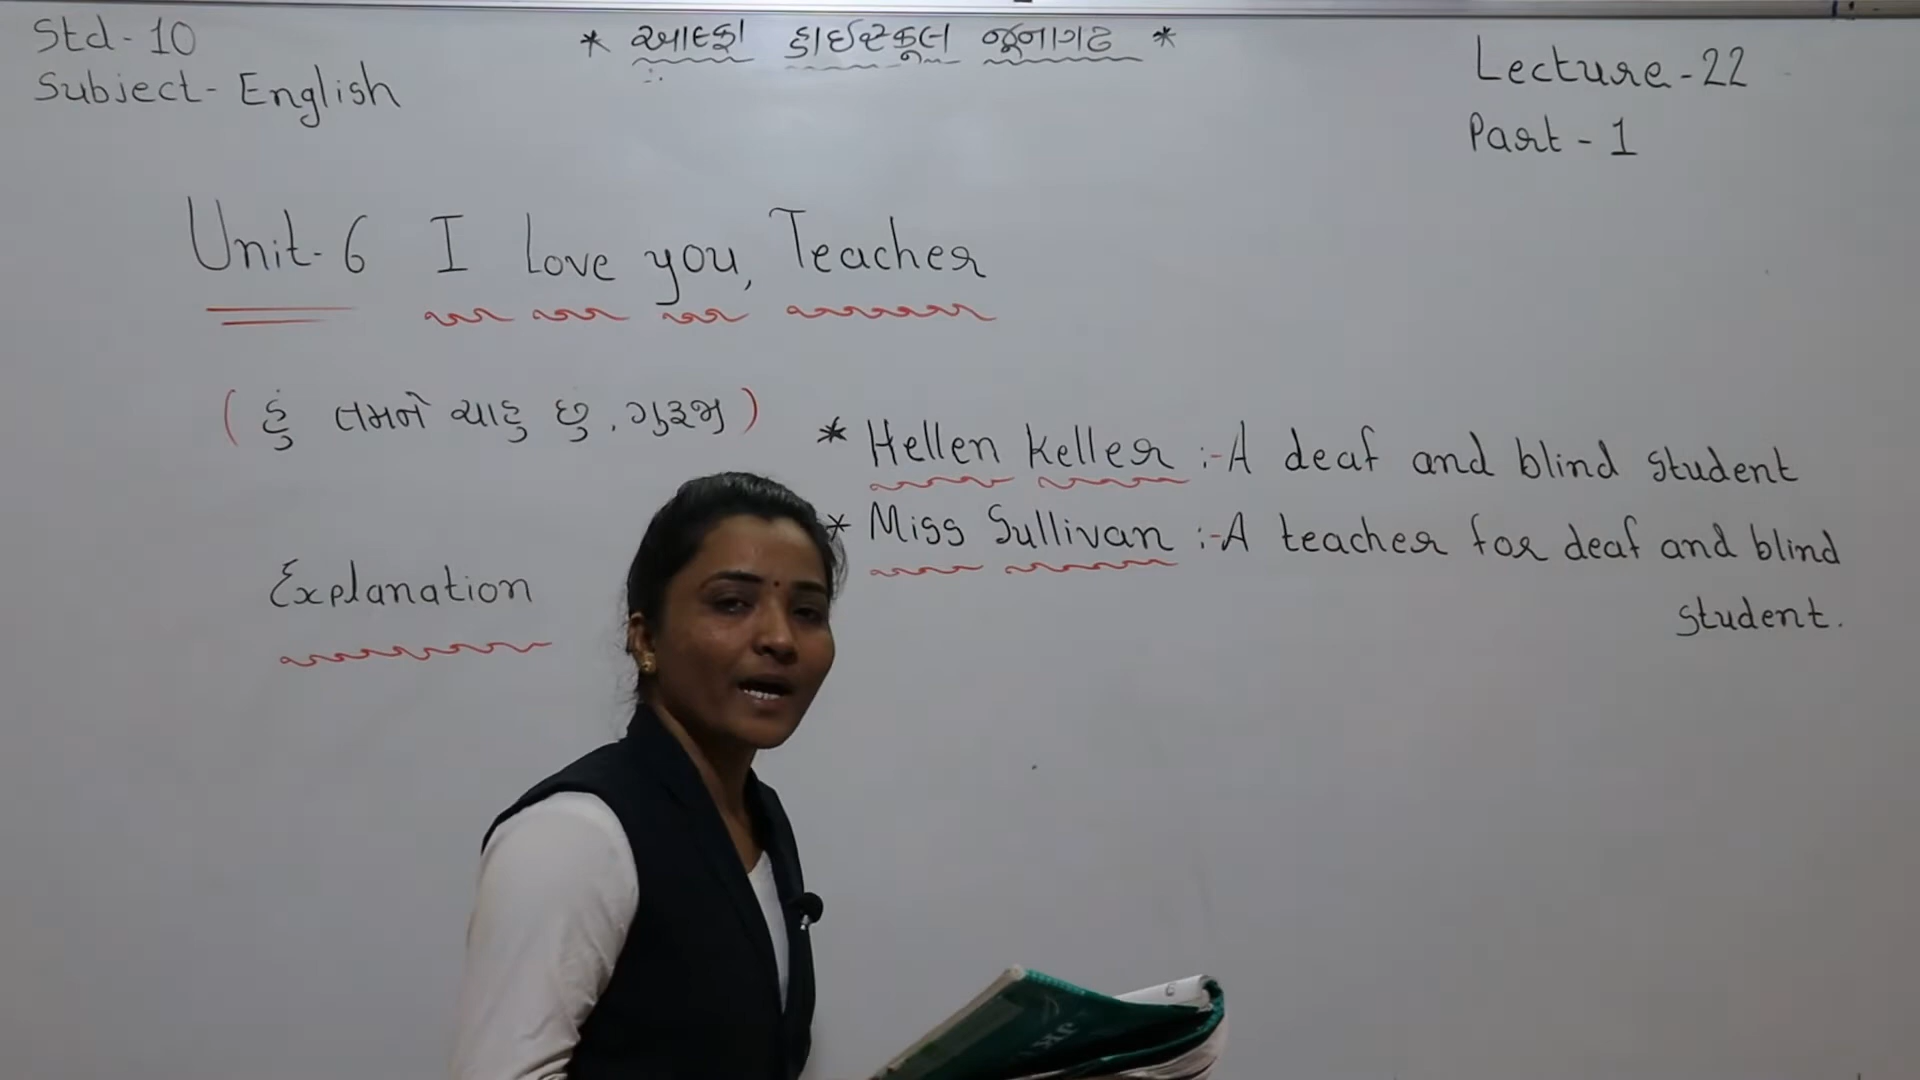 Std - 10
Subject - English
* આલ્ફા હાઈસ્કૂલ જૂનાગઢ *
Lecture - 22
Part - 1
Unit - 6 I Love you, Teacher
( હું તમને ચાહુ છુ, ગુરૂજી )
* Hellen Keller :- A deaf and blind student
* Miss Sullivan :- A teacher for deaf and blind
student.
Explanation